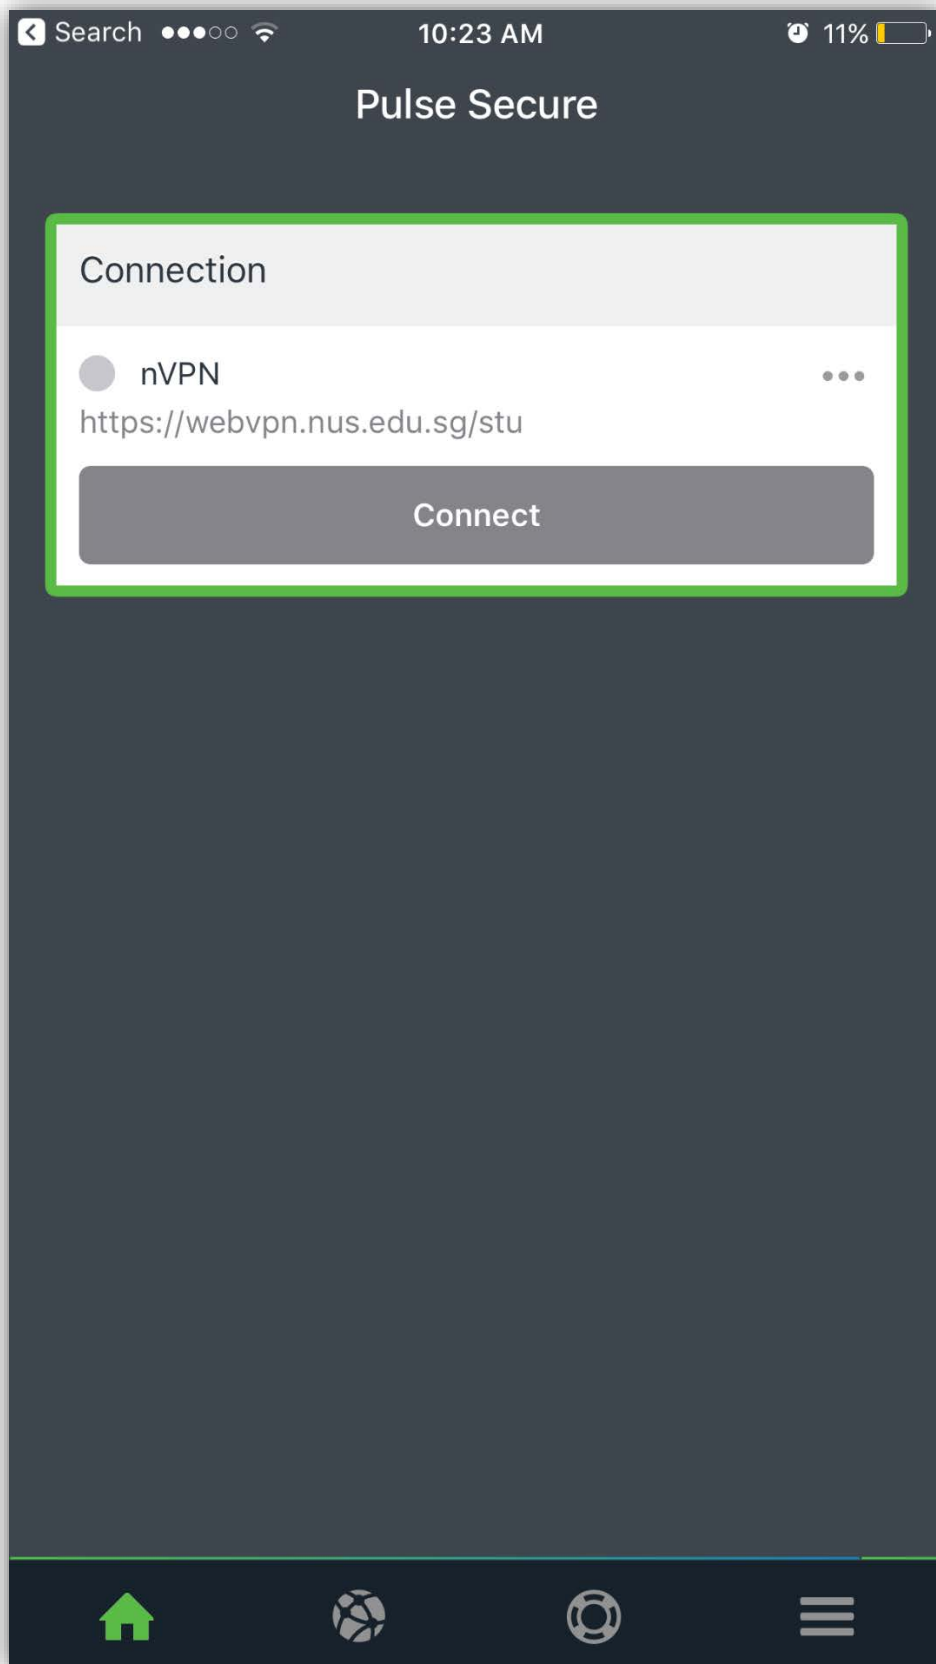 Search 10:23 AM 11%
Pulse Secure
Connection
nVPN
https://webvpn.nus.edu.sg/stu
Connect